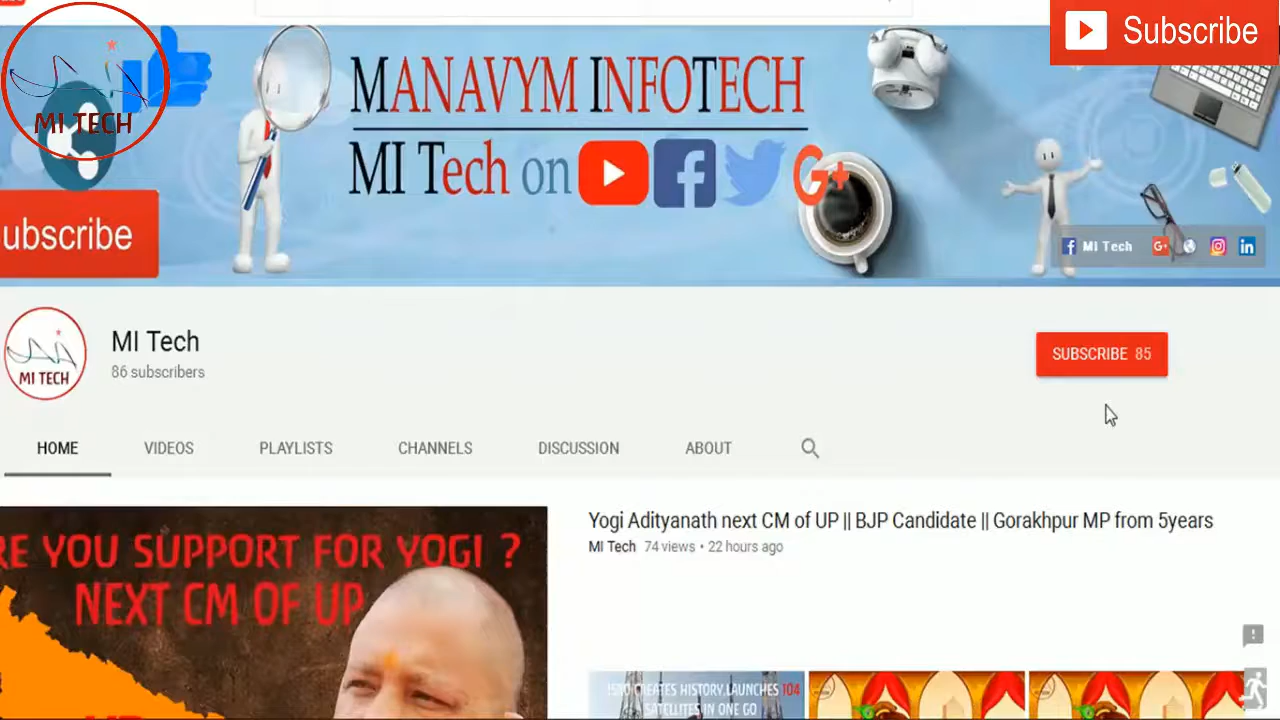 Subscribe
MANAVYM INFOTECH
MI Tech on
MI TECH
ubscribe
MI Tech
MI Tech
86 subscribers
SUBSCRIBE 85
MI TECH
HOME VIDEOS PLAYLISTS CHANNELS DISCUSSION ABOUT
RE YOU SUPPORT FOR YOGI ?
NEXT CM OF UP
Yogi Adityanath next CM of UP || BJP Candidate || Gorakhpur MP from 5years
MI Tech 74 views • 22 hours ago
ISRO CREATES HISTORY,LAUNCHES 104
SATELLITES IN ONE GO